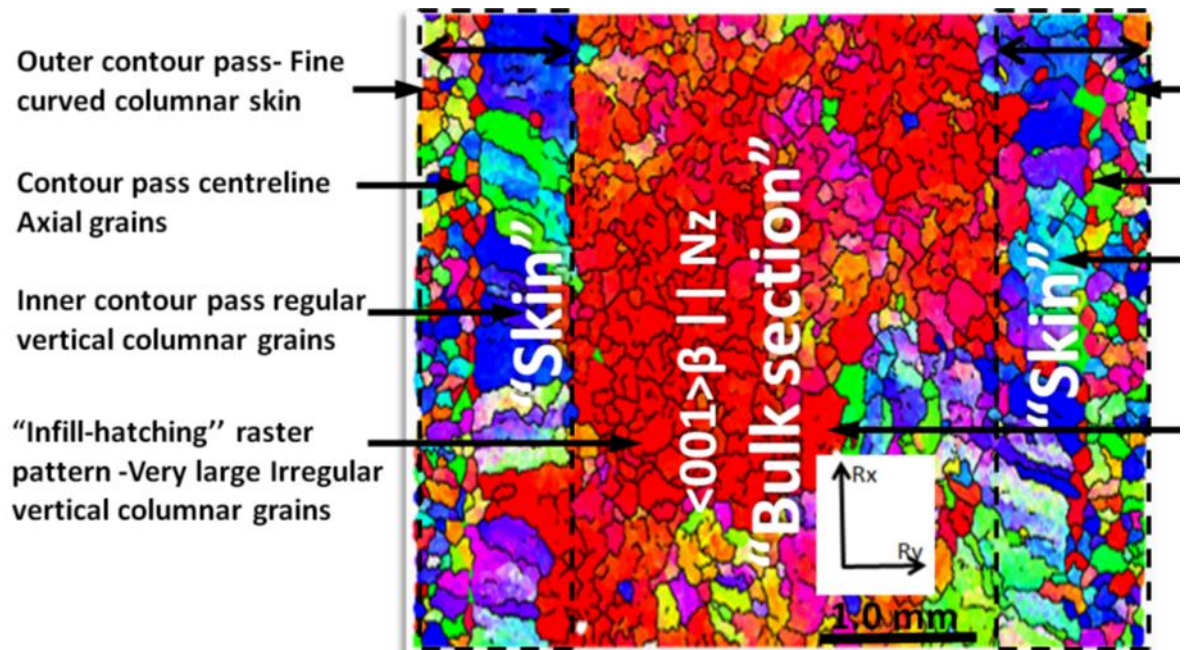 Outer contour pass- Fine
curved columnar skin
Contour pass centreline
Axial grains
Inner contour pass regular
vertical columnar grains
“Infill-hatching’’ raster
pattern -Very large Irregular
vertical columnar grains
“Skin”
<001>β || Nz
“Bulk section”
“Skin”
Rx
Ry
1.0 mm